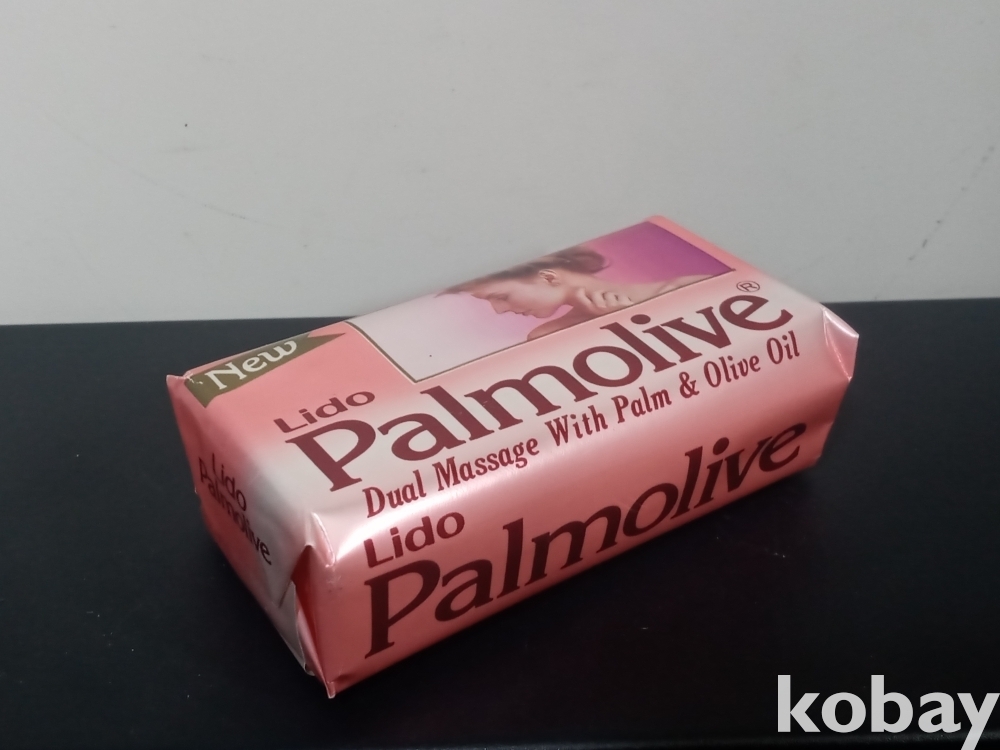 New
Lido
Palmolive®
Dual Massage With Palm & Olive Oil
Lido
Palmolive
Lido
Palmolive
kobay